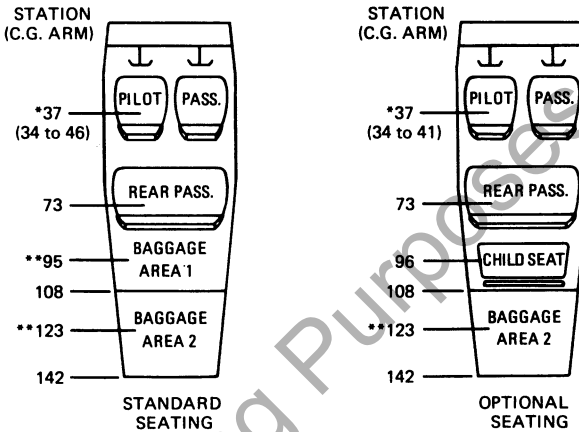 STATION
(C.G. ARM)
*37
(34 to 46)
73
**95
108
**123
142
PILOT
PASS.
REAR PASS.
BAGGAGE
AREA 1
BAGGAGE
AREA 2
STANDARD
SEATING
STATION
(C.G. ARM)
*37
(34 to 41)
73
96
108
**123
142
PILOT
PASS.
REAR PASS.
CHILD SEAT
BAGGAGE
AREA 2
OPTIONAL
SEATING
g Purposes